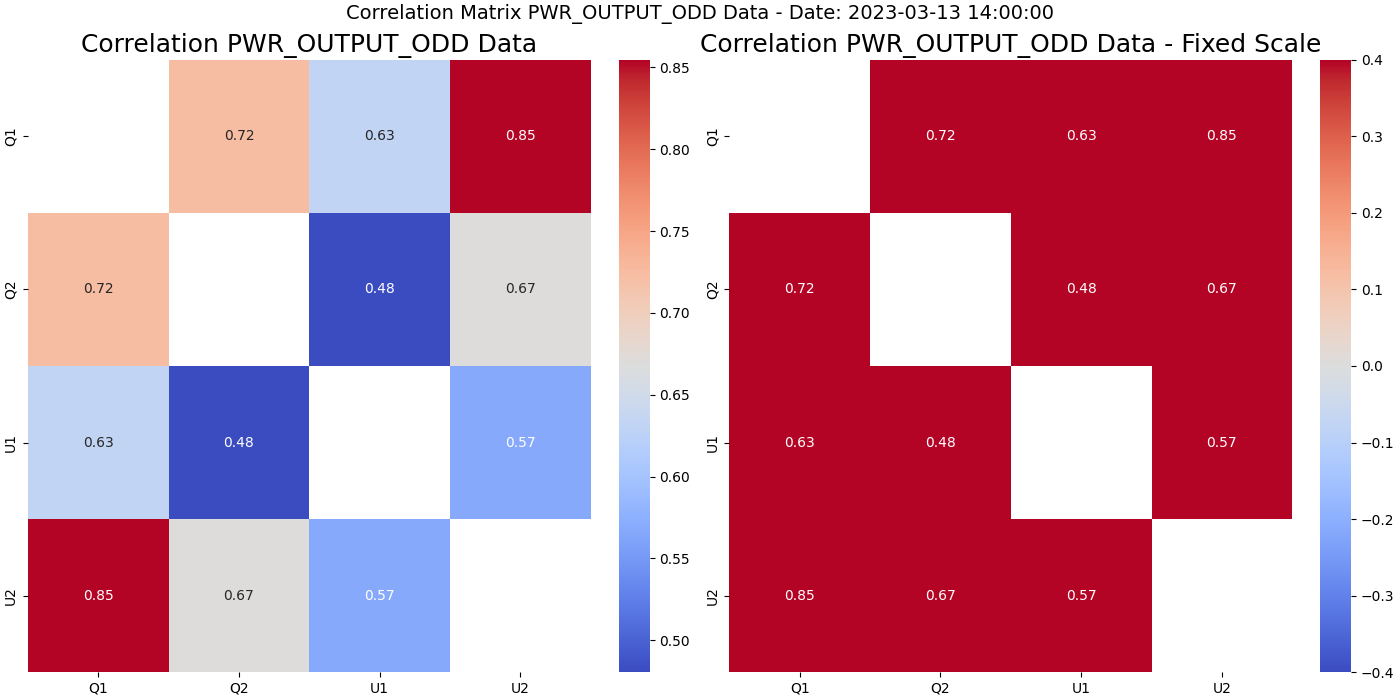 Correlation Matrix PWR_OUTPUT_ODD Data - Date: 2023-03-13 14:00:00
Correlation PWR_OUTPUT_ODD Data
Q1
0.72 0.63 0.85
Q2
0.72 0.48 0.67
U1
0.63 0.48 0.57
U2
0.85 0.67 0.57
Q1 Q2 U1 U2
0.85
0.80
0.75
0.70
0.65
0.60
0.55
0.50
Correlation PWR_OUTPUT_ODD Data - Fixed Scale
Q1
0.72 0.63 0.85
Q2
0.72 0.48 0.67
U1
0.63 0.48 0.57
U2
0.85 0.67 0.57
Q1 Q2 U1 U2
0.4
0.3
0.2
0.1
0.0
−0.1
−0.2
−0.3
−0.4